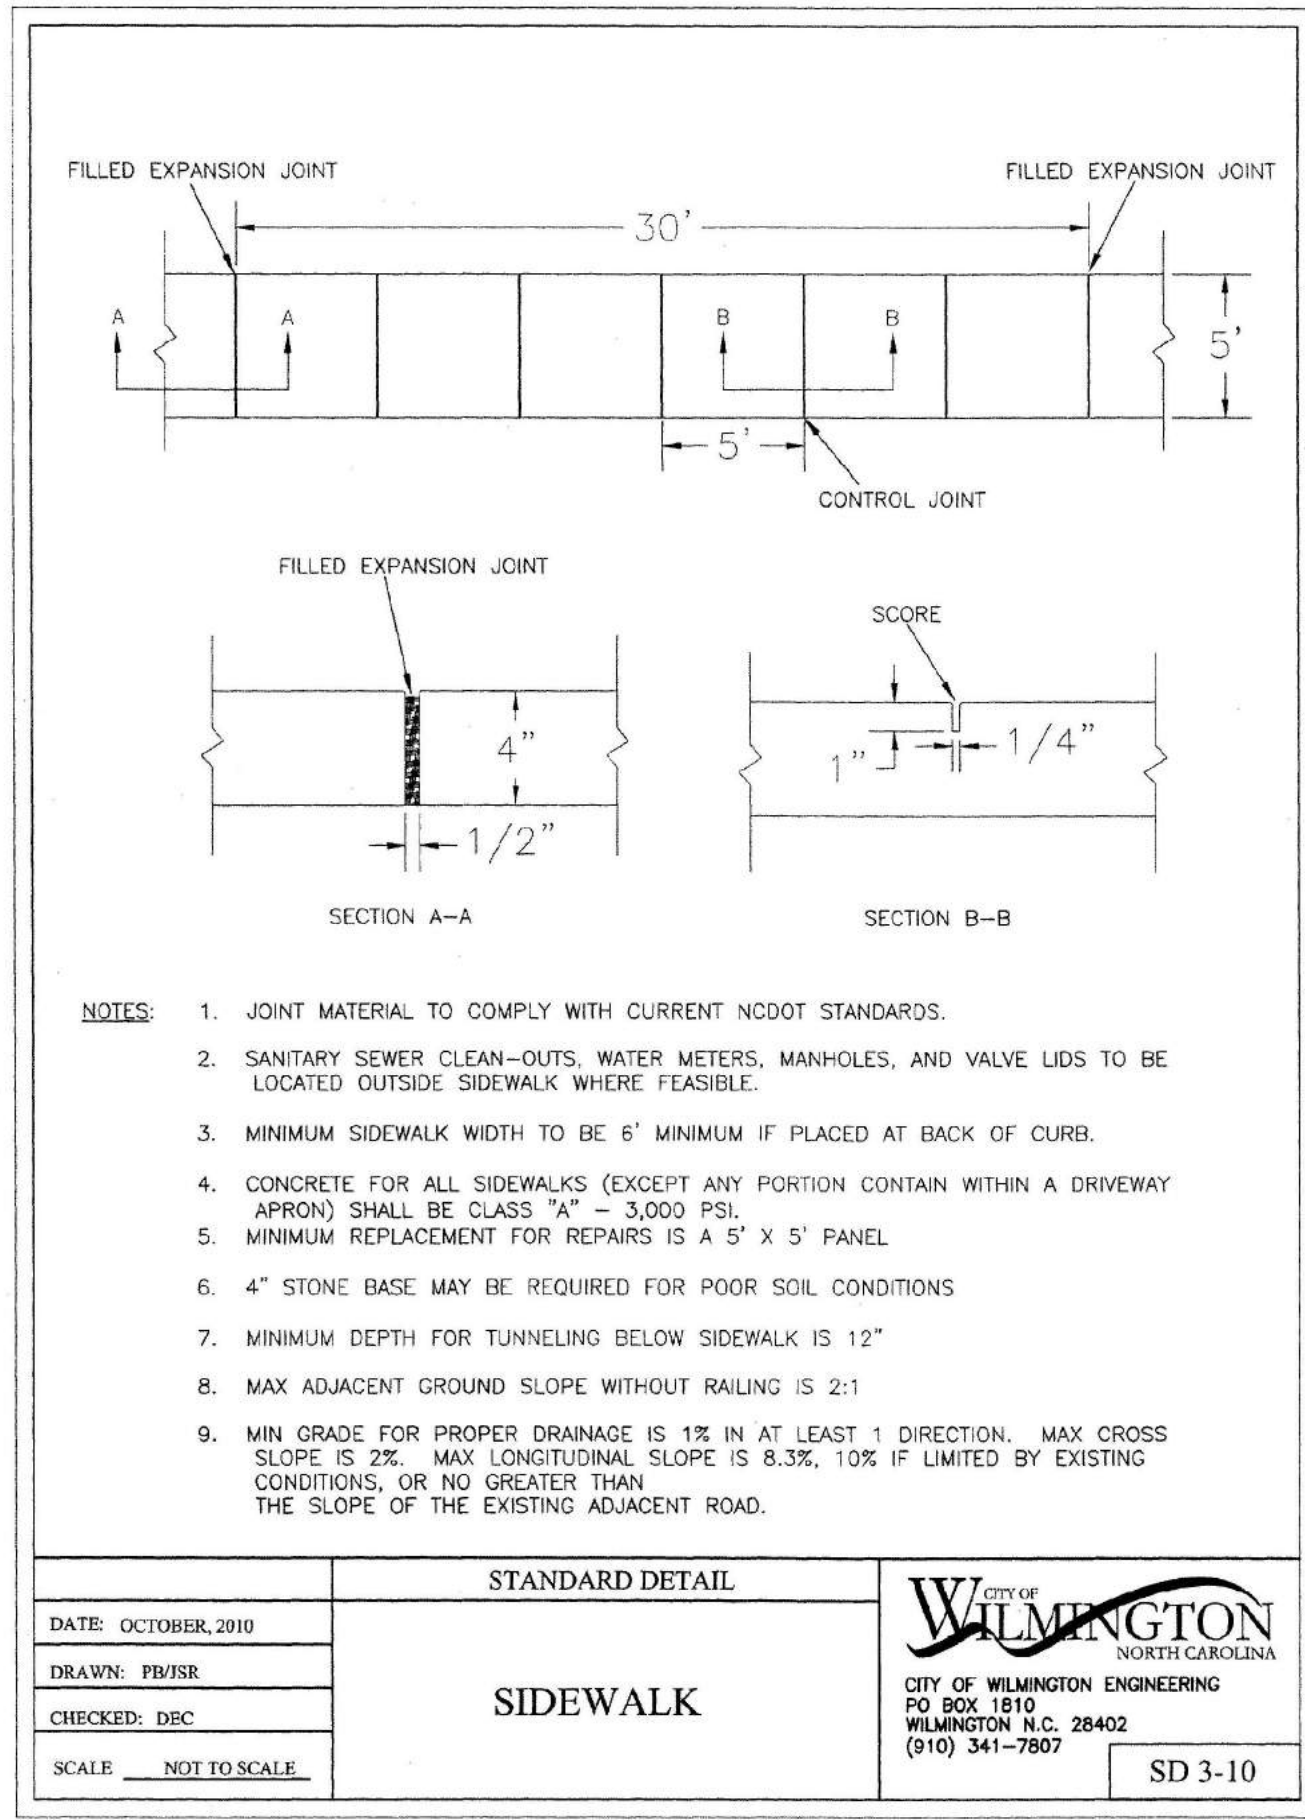 FILLED EXPANSION JOINT
FILLED EXPANSION JOINT
30'
A
A
B
B
5'
5'
CONTROL JOINT
FILLED EXPANSION JOINT
SCORE
4"
1"
1/4"
1/2"
SECTION A-A
SECTION B-B
NOTES:
1. JOINT MATERIAL TO COMPLY WITH CURRENT NCDOT STANDARDS.
2. SANITARY SEWER CLEAN-OUTS, WATER METERS, MANHOLES, AND VALVE LIDS TO BE
LOCATED OUTSIDE SIDEWALK WHERE FEASIBLE.
3. MINIMUM SIDEWALK WIDTH TO BE 6' MINIMUM IF PLACED AT BACK OF CURB.
4. CONCRETE FOR ALL SIDEWALKS (EXCEPT ANY PORTION CONTAIN WITHIN A DRIVEWAY
APRON) SHALL BE CLASS "A" - 3,000 PSI.
5. MINIMUM REPLACEMENT FOR REPAIRS IS A 5' X 5' PANEL
6. 4" STONE BASE MAY BE REQUIRED FOR POOR SOIL CONDITIONS
7. MINIMUM DEPTH FOR TUNNELING BELOW SIDEWALK IS 12"
8. MAX ADJACENT GROUND SLOPE WITHOUT RAILING IS 2:1
9. MIN GRADE FOR PROPER DRAINAGE IS 1% IN AT LEAST 1 DIRECTION. MAX CROSS
SLOPE IS 2%. MAX LONGITUDINAL SLOPE IS 8.3%, 10% IF LIMITED BY EXISTING
CONDITIONS, OR NO GREATER THAN
THE SLOPE OF THE EXISTING ADJACENT ROAD.
STANDARD DETAIL
DATE: OCTOBER, 2010
DRAWN: PB/JSR
CHECKED: DEC
SCALE NOT TO SCALE
SIDEWALK
CITY OF
WILMINGTON
NORTH CAROLINA
CITY OF WILMINGTON ENGINEERING
PO BOX 1810
WILMINGTON N.C. 28402
(910) 341-7807
SD 3-10